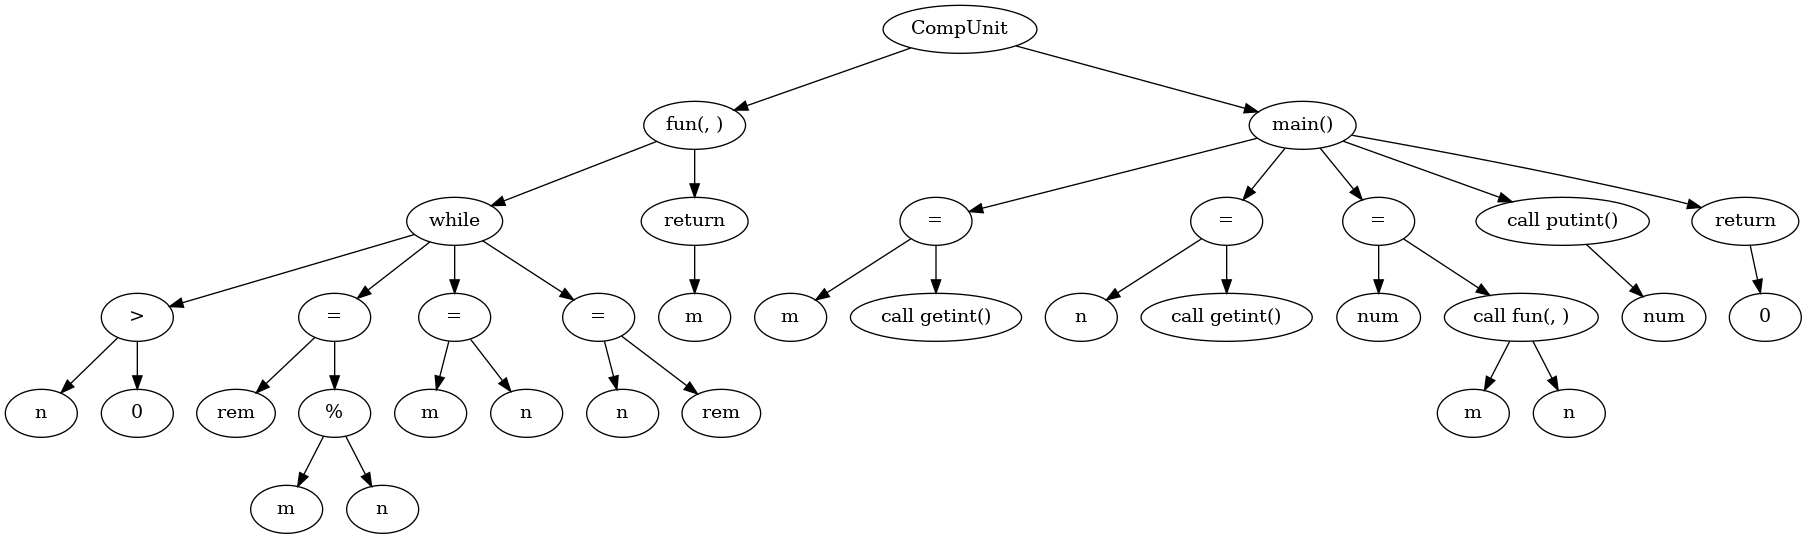 CompUnit
fun(, )
main()
while
return
=
=
=
call putint()
return
>
=
=
=
m
m
call getint()
n
call getint()
num
call fun(, )
num
0
n
0
rem
%
m
n
n
rem
m
n
m
n